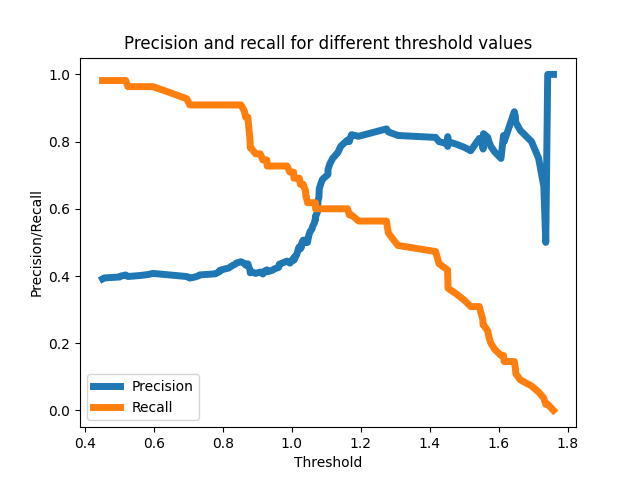 Precision and recall for different threshold values
1.0
0.8
0.6
0.4
0.2
0.0
Precision/Recall
Precision
Recall
0.4 0.6 0.8 1.0 1.2 1.4 1.6 1.8
Threshold